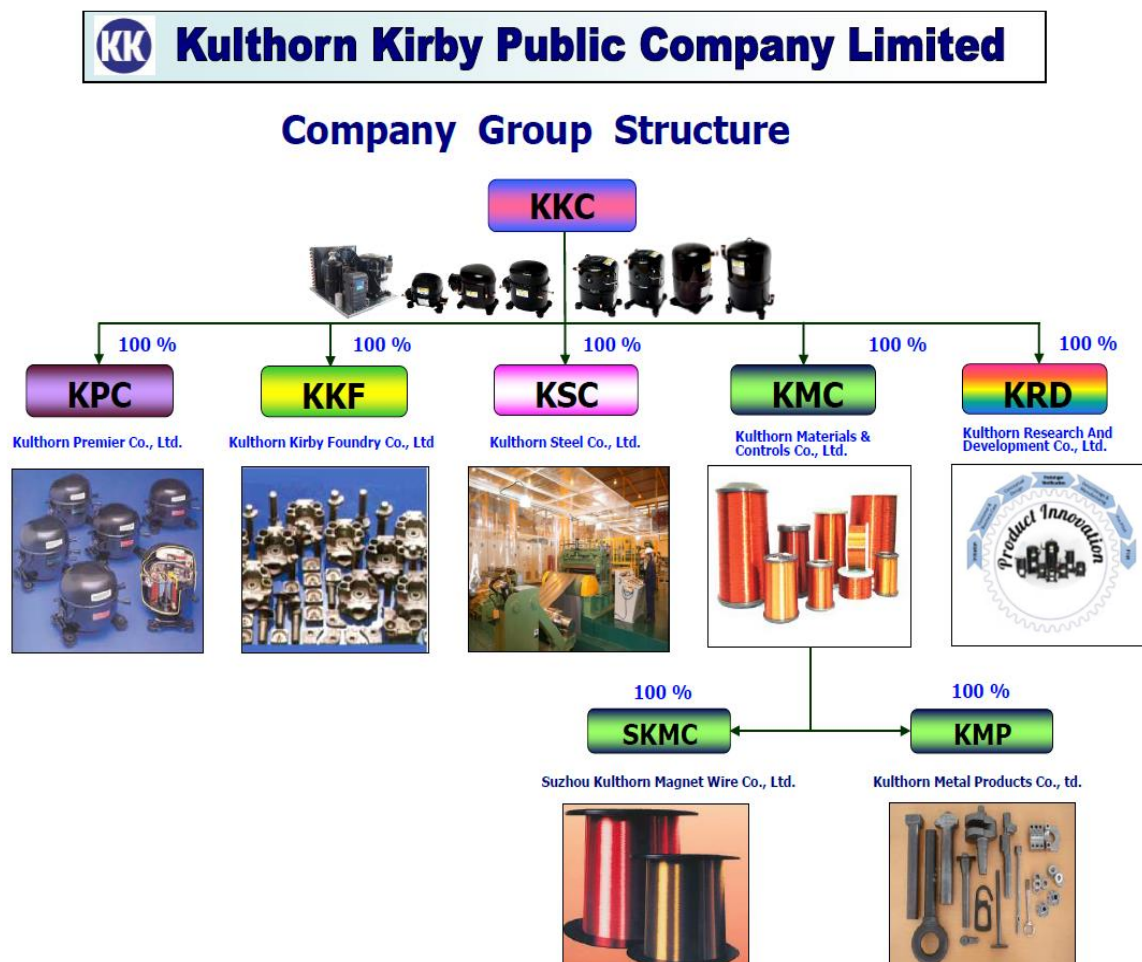 KK Kulthorn Kirby Public Company Limited
Company Group Structure
KKC
100 % 100 % 100 % 100 % 100 %
KPC KKF KSC KMC KRD
Kulthorn Premier Co., Ltd.
Kulthorn Kirby Foundry Co., Ltd
Kulthorn Steel Co., Ltd.
Kulthorn Materials &
Controls Co., Ltd.
Kulthorn Research And
Development Co., Ltd.
Product Innovation
100 % 100 %
SKMC KMP
Suzhou Kulthorn Magnet Wire Co., Ltd.
Kulthorn Metal Products Co., td.